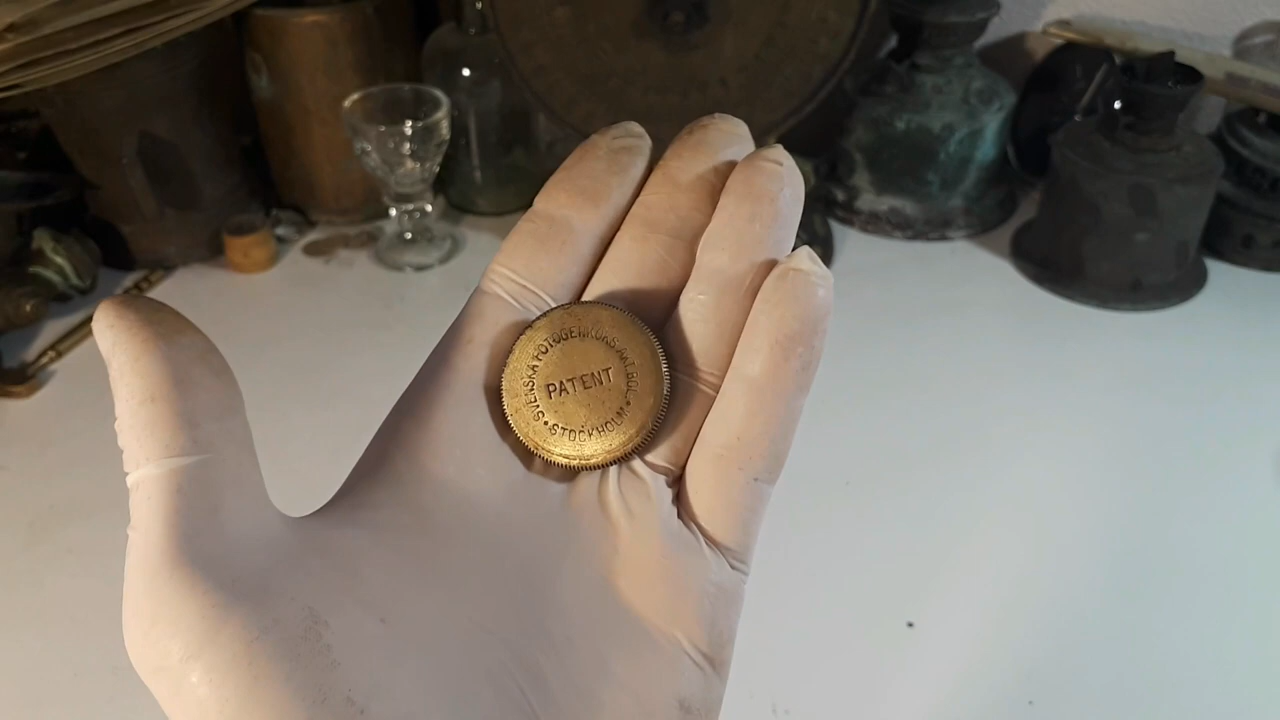 SVENSKA FOTOGENKÖKS AKT.BOL.
PATENT
• STOCKHOLM •